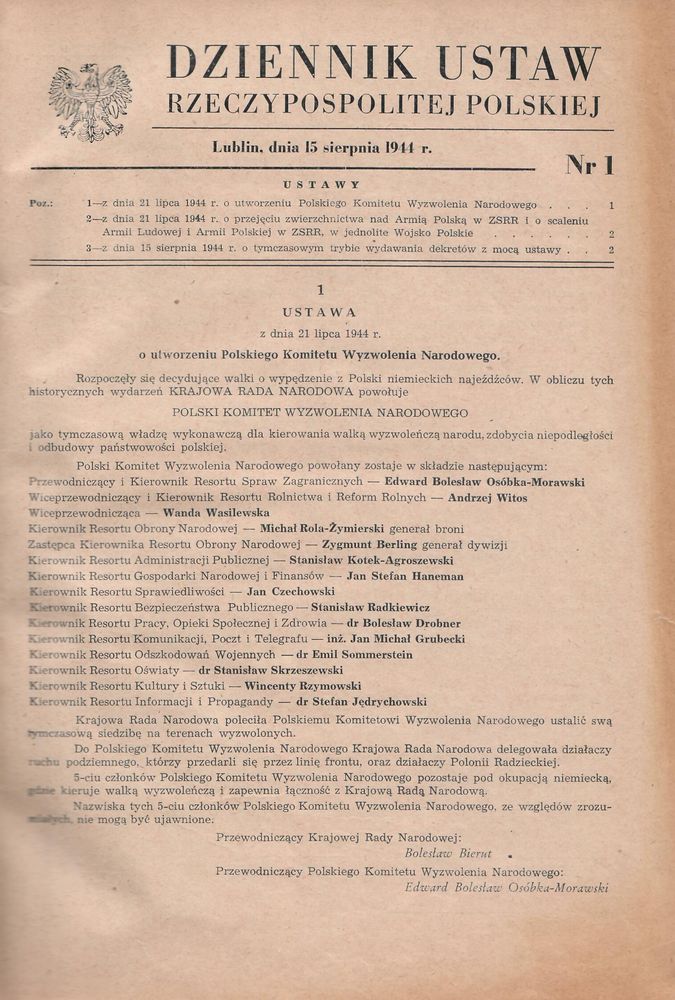 DZIENNIK USTAW
RZECZYPOSPOLITEJ POLSKIEJ
Lublin, dnia 15 sierpnia 1944 r.
Nr 1
USTAWY
Poz.: 1—z dnia 21 lipca 1944 r. o utworzeniu Polskiego Komitetu Wyzwolenia Narodowego . . . 1
2—z dnia 21 lipca 1944 r. o przejęciu zwierzchnictwa nad Armią Polską w ZSRR i o scaleniu
Armii Ludowej i Armii Polskiej w ZSRR, w jednolite Wojsko Polskie . . . . . . 2
3—z dnia 15 sierpnia 1944 r. o tymczasowym trybie wydawania dekretów z mocą ustawy . . 2
1
USTAWA
z dnia 21 lipca 1944 r.
o utworzeniu Polskiego Komitetu Wyzwolenia Narodowego.
Rozpoczęły się decydujące walki o wypędzenie z Polski niemieckich najeźdźców. W obliczu tych
historycznych wydarzeń KRAJOWA RADA NARODOWA powołuje
POLSKI KOMITET WYZWOLENIA NARODOWEGO
jako tymczasową władzę wykonawczą dla kierowania walką wyzwoleńczą narodu, zdobycia niepodległości
i odbudowy państwowości polskiej.
Polski Komitet Wyzwolenia Narodowego powołany zostaje w składzie następującym:
Przewodniczący i Kierownik Resortu Spraw Zagranicznych — Edward Bolesław Osóbka-Morawski
Wiceprzewodniczący i Kierownik Resortu Rolnictwa i Reform Rolnych — Andrzej Witos
Wiceprzewodnicząca — Wanda Wasilewska
Kierownik Resortu Obrony Narodowej — Michał Rola-Żymierski generał broni
Zastępca Kierownika Resortu Obrony Narodowej — Zygmunt Berling generał dywizji
Kierownik Resortu Administracji Publicznej — Stanisław Kotek-Agroszewski
Kierownik Resortu Gospodarki Narodowej i Finansów — Jan Stefan Haneman
Kierownik Resortu Sprawiedliwości — Jan Czechowski
Kierownik Resortu Bezpieczeństwa Publicznego — Stanisław Radkiewicz
Kierownik Resortu Pracy, Opieki Społecznej i Zdrowia — dr Bolesław Drobner
Kierownik Resortu Komunikacji, Poczt i Telegrafu — inż. Jan Michał Grubecki
Kierownik Resortu Odszkodowań Wojennych — dr Emil Sommerstein
Kierownik Resortu Oświaty — dr Stanisław Skrzeszewski
Kierownik Resortu Kultury i Sztuki — Wincenty Rzymowski
Kierownik Resortu Informacji i Propagandy — dr Stefan Jędrychowski
Krajowa Rada Narodowa poleciła Polskiemu Komitetowi Wyzwolenia Narodowego ustalić swą
tymczasową siedzibę na terenach wyzwolonych.
Do Polskiego Komitetu Wyzwolenia Narodowego Krajowa Rada Narodowa delegowała działaczy
ruchu podziemnego, którzy przedarli się przez linię frontu, oraz działaczy Polonii Radzieckiej.
5-ciu członków Polskiego Komitetu Wyzwolenia Narodowego pozostaje pod okupacją niemiecką,
gdzie kieruje walką wyzwoleńczą i zapewnia łączność z Krajową Radą Narodową.
Nazwiska tych 5-ciu członków Polskiego Komitetu Wyzwolenia Narodowego, ze względów zrozu-
miałych, nie mogą być ujawnione.
Przewodniczący Krajowej Rady Narodowej:
Bolesław Bierut
Przewodniczący Polskiego Komitetu Wyzwolenia Narodowego:
Edward Bolesław Osóbka-Morawski